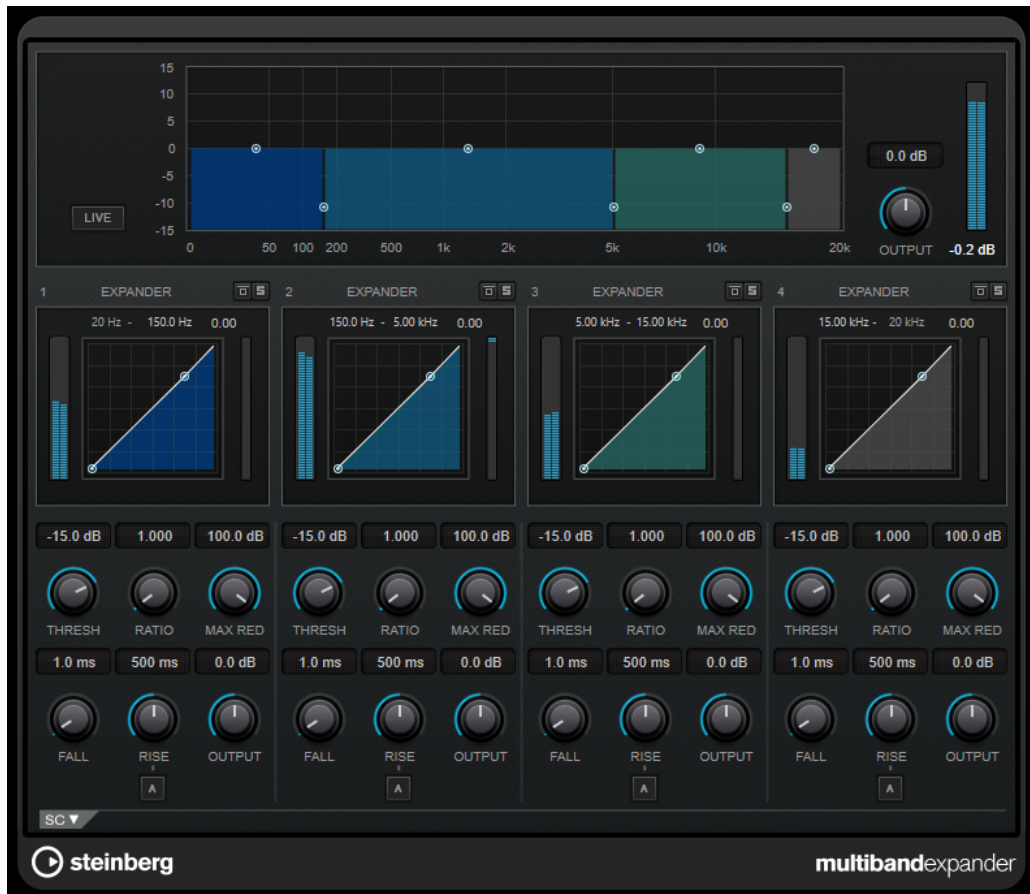 15
10
5
0
-5
-10
-15
0 50 100 200 500 1k 2k 5k 10k 20k
LIVE
0.0 dB
OUTPUT -0.2 dB
1 EXPANDER S 2 EXPANDER S 3 EXPANDER S 4 EXPANDER S
20 Hz - 150.0 Hz 0.00 150.0 Hz - 5.00 kHz 0.00 5.00 kHz - 15.00 kHz 0.00 15.00 kHz - 20 kHz 0.00
-15.0 dB 1.000 100.0 dB -15.0 dB 1.000 100.0 dB -15.0 dB 1.000 100.0 dB -15.0 dB 1.000 100.0 dB
THRESH RATIO MAX RED THRESH RATIO MAX RED THRESH RATIO MAX RED THRESH RATIO MAX RED
1.0 ms 500 ms 0.0 dB 1.0 ms 500 ms 0.0 dB 1.0 ms 500 ms 0.0 dB 1.0 ms 500 ms 0.0 dB
FALL RISE OUTPUT FALL RISE OUTPUT FALL RISE OUTPUT FALL RISE OUTPUT
A A A A
SC ▼
steinberg multibandexpander